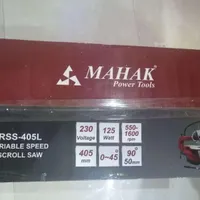 MAHAK®
Power Tools
RSS-405L
RIABLE SPEED
SCROLL SAW
230
Voltage
125
Watt
550-
1600
rpm
405
mm
0~45°
90°
50mm